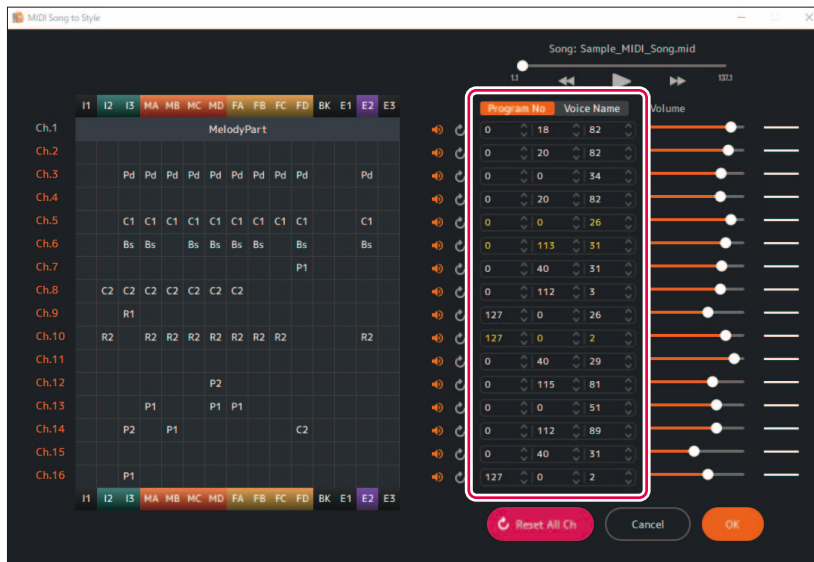 MIDI Song to Style
Song: Sample_MIDI_Song.mid
1.1 137.1
I1 I2 I3 MA MB MC MD FA FB FC FD BK E1 E2 E3 Program No Voice Name Volume
Ch.1 MelodyPart 0 18 82
Ch.2 0 20 82
Ch.3 Pd Pd Pd Pd Pd Pd Pd Pd Pd Pd 0 0 34
Ch.4 0 20 82
Ch.5 C1 C1 C1 C1 C1 C1 C1 C1 C1 C1 0 0 26
Ch.6 Bs Bs Bs Bs Bs Bs Bs Bs 0 113 31
Ch.7 P1 0 40 31
Ch.8 C2 C2 C2 C2 C2 C2 C2 0 112 3
Ch.9 R1 127 0 26
Ch.10 R2 R2 R2 R2 R2 R2 R2 R2 R2 127 0 2
Ch.11 0 40 29
Ch.12 P2 0 115 81
Ch.13 P1 P1 P1 0 0 51
Ch.14 P2 P1 C2 0 112 89
Ch.15 0 40 31
Ch.16 P1 127 0 2
I1 I2 I3 MA MB MC MD FA FB FC FD BK E1 E2 E3
Reset All Ch Cancel OK